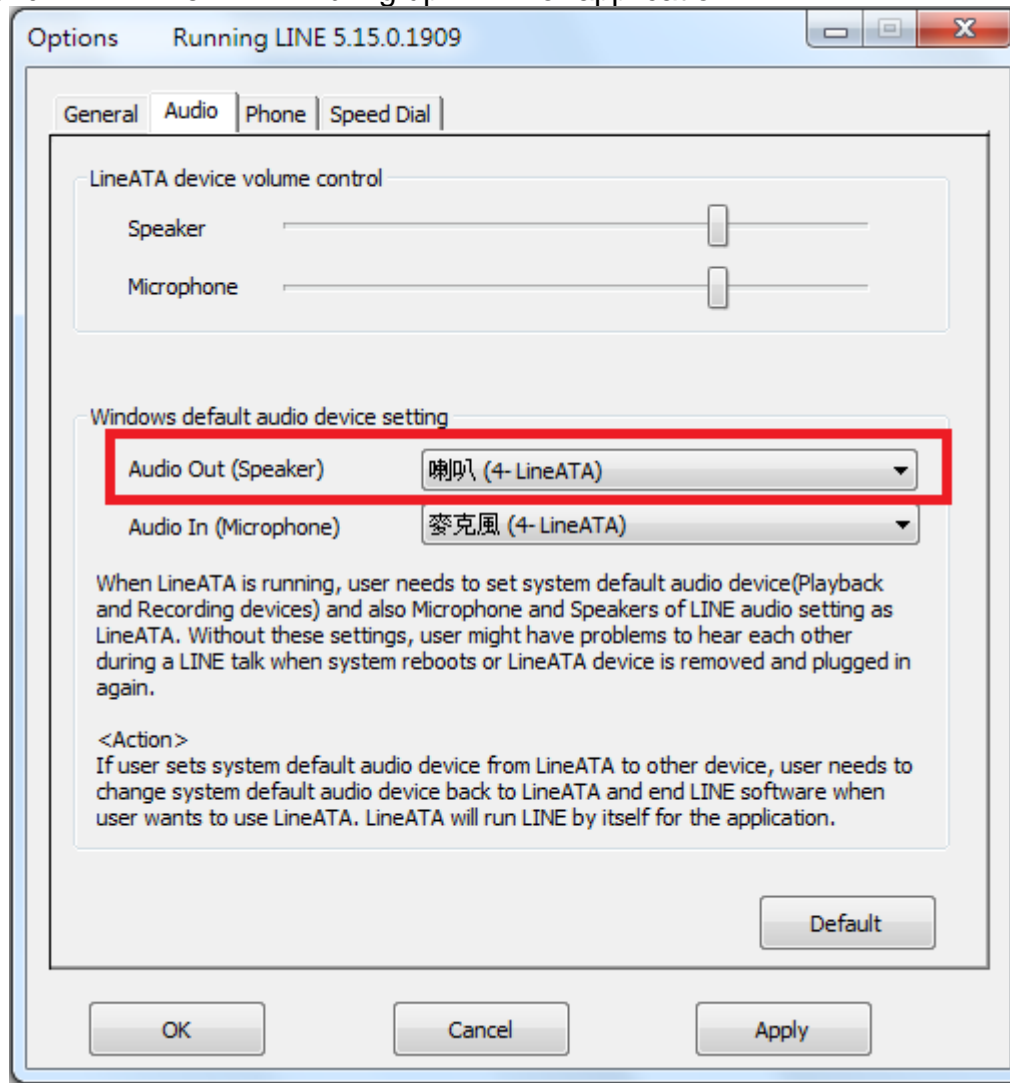 Options Running LINE 5.15.0.1909
General Audio Phone Speed Dial
LineATA device volume control
Speaker
Microphone
Windows default audio device setting
Audio Out (Speaker) 喇叭 (4- LineATA)
Audio In (Microphone) 麥克風 (4- LineATA)
When LineATA is running, user needs to set system default audio device(Playback
and Recording devices) and also Microphone and Speakers of LINE audio setting as
LineATA. Without these settings, user might have problems to hear each other
during a LINE talk when system reboots or LineATA device is removed and plugged in
again.
<Action>
If user sets system default audio device from LineATA to other device, user needs to
change system default audio device back to LineATA and end LINE software when
user wants to use LineATA. LineATA will run LINE by itself for the application.
Default
OK Cancel Apply